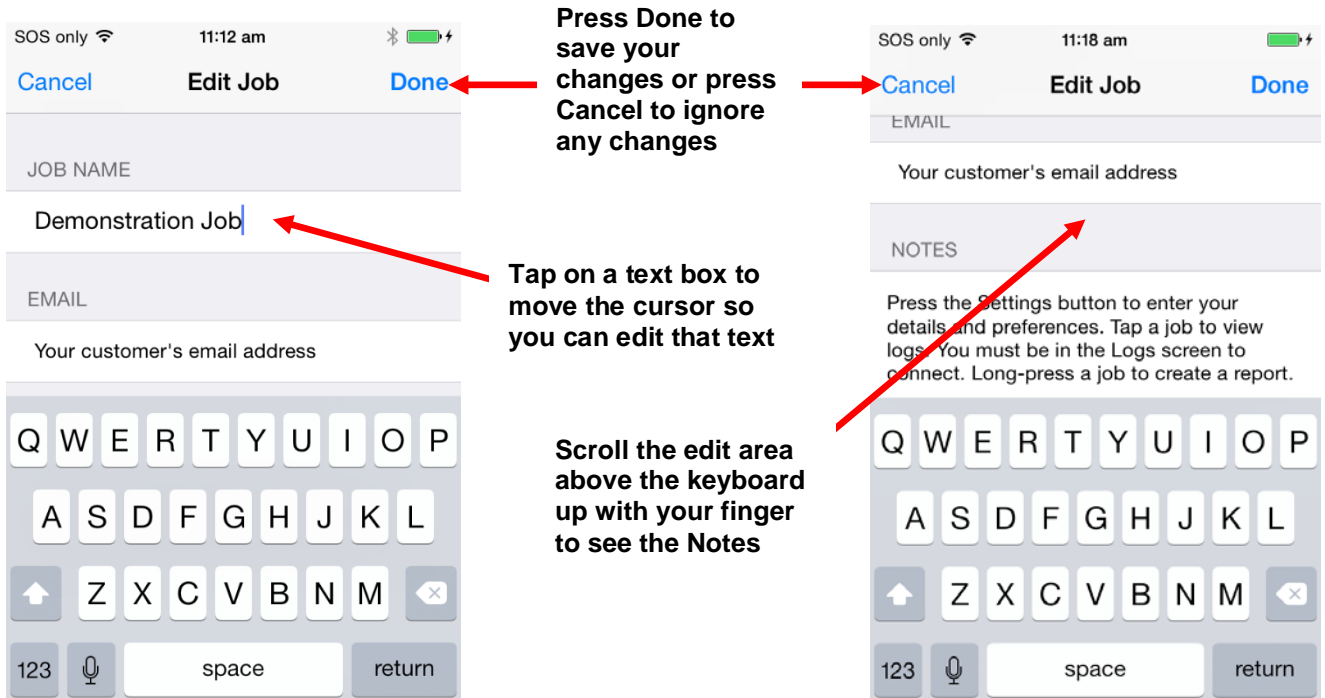 SOS only 11:12 am
Cancel Edit Job Done
JOB NAME
Demonstration Job
EMAIL
Your customer's email address
Q W E R T Y U I O P
A S D F G H J K L
Z X C V B N M
123 space return
Press Done to
save your
changes or press
Cancel to ignore
any changes
Tap on a text box to
move the cursor so
you can edit that text
Scroll the edit area
above the keyboard
up with your finger
to see the Notes
SOS only 11:18 am
Cancel Edit Job Done
EMAIL
Your customer's email address
NOTES
Press the Settings button to enter your
details and preferences. Tap a job to view
logs. You must be in the Logs screen to
connect. Long-press a job to create a report.
Q W E R T Y U I O P
A S D F G H J K L
Z X C V B N M
123 space return